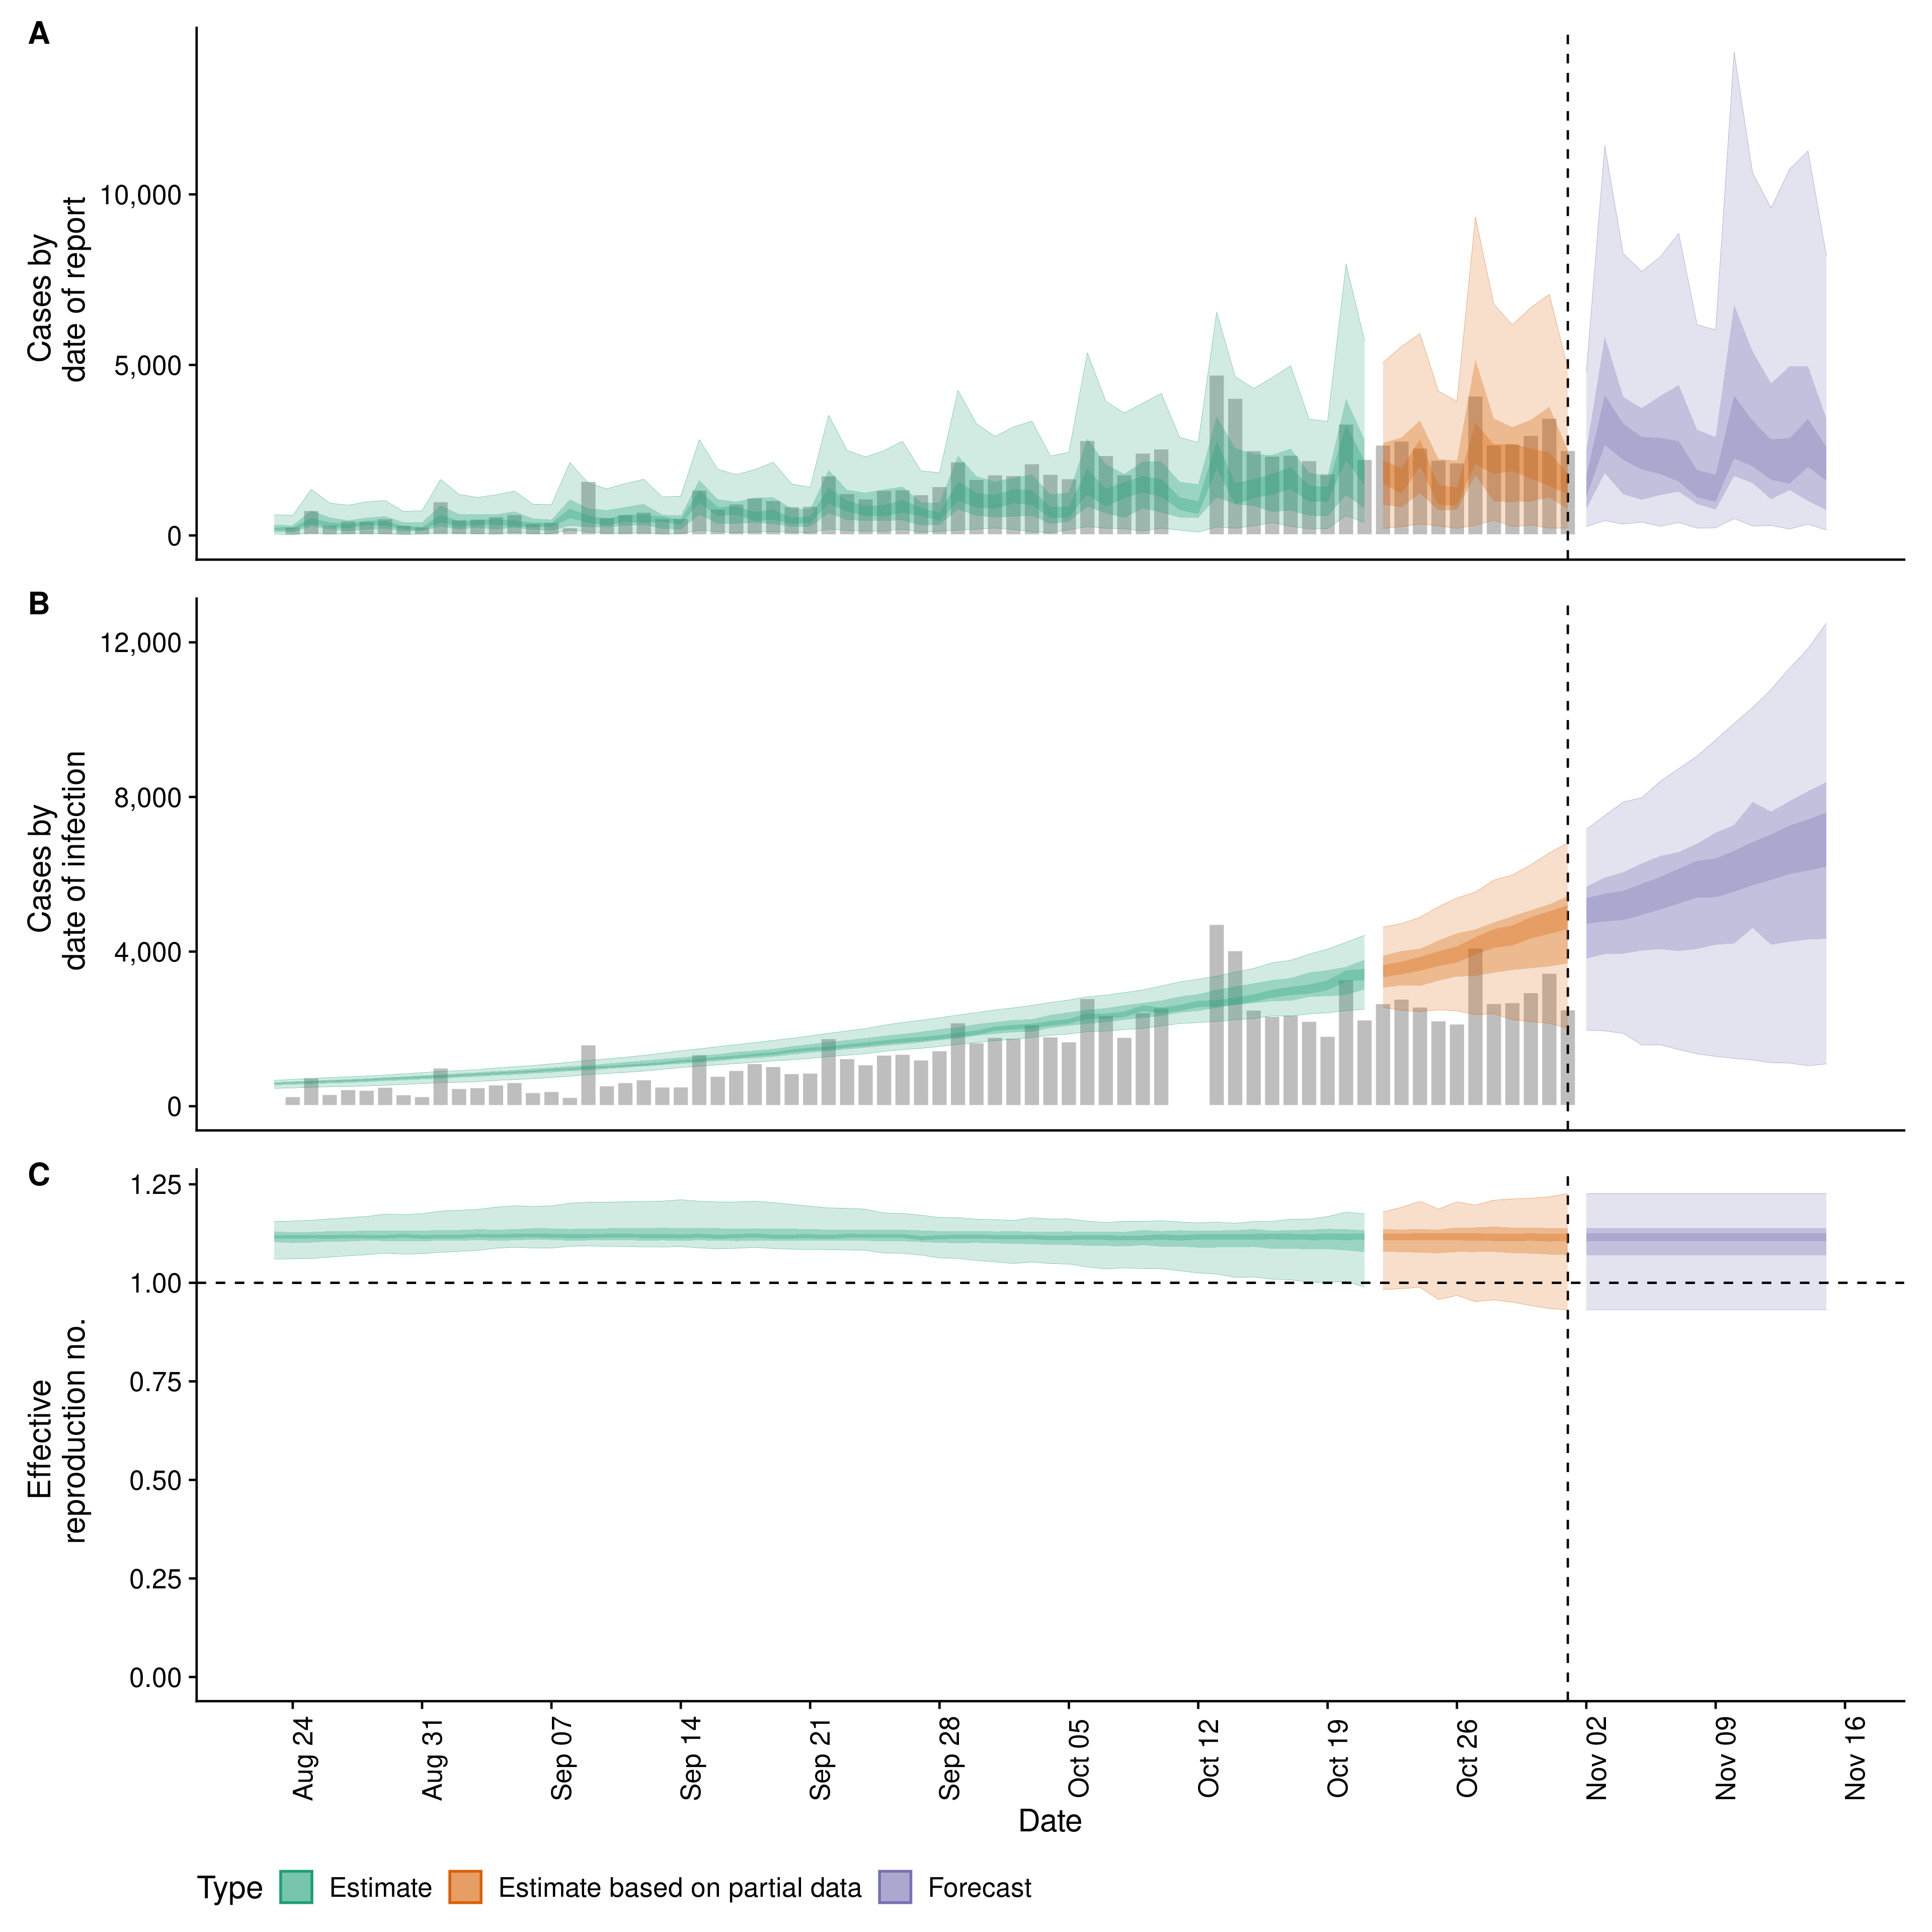 A
Cases by
date of report
10,000
5,000
0
B
Cases by
date of infection
12,000
8,000
4,000
0
C
Effective
reproduction no.
1.25
1.00
0.75
0.50
0.25
0.00
Aug 24
Aug 31
Sep 07
Sep 14
Sep 21
Sep 28
Oct 05
Oct 12
Oct 19
Oct 26
Nov 02
Nov 09
Nov 16
Date
Type Estimate Estimate based on partial data Forecast